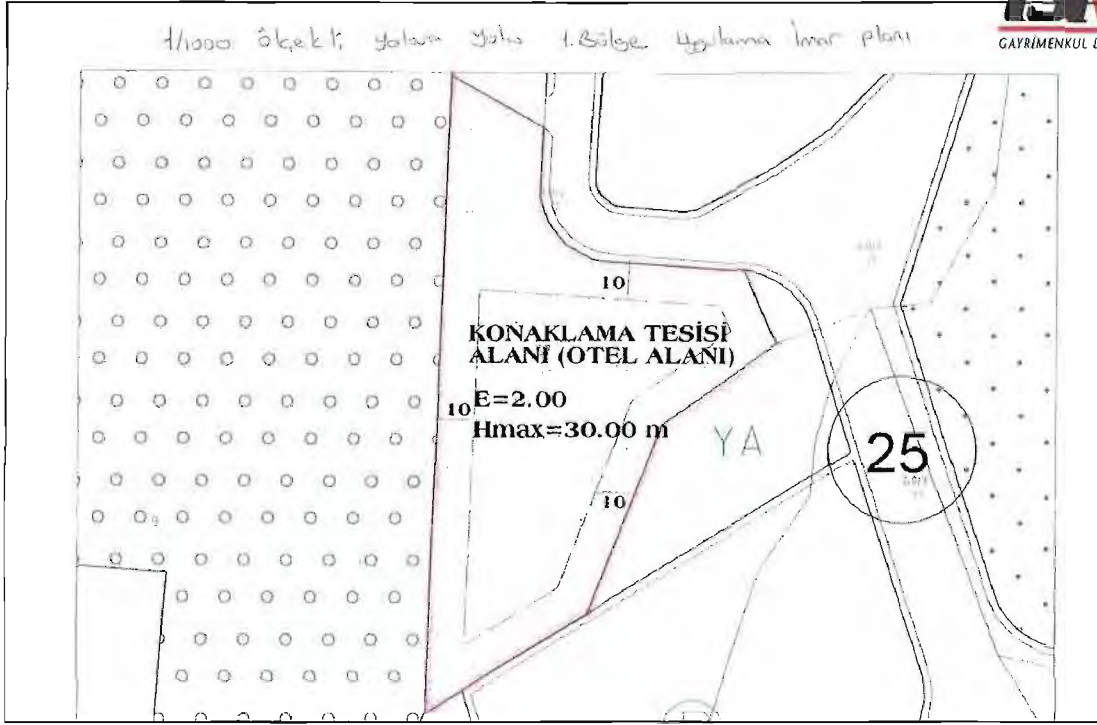 1/1000 ölçekli Yalova Yolu 1.Bölge Uygulama İmar planı
GAYRİMENKUL
10
KONAKLAMA TESİSİ
ALANI (OTEL ALANI)
10
E=2.00
Hmax=30.00 m
YA
25
10